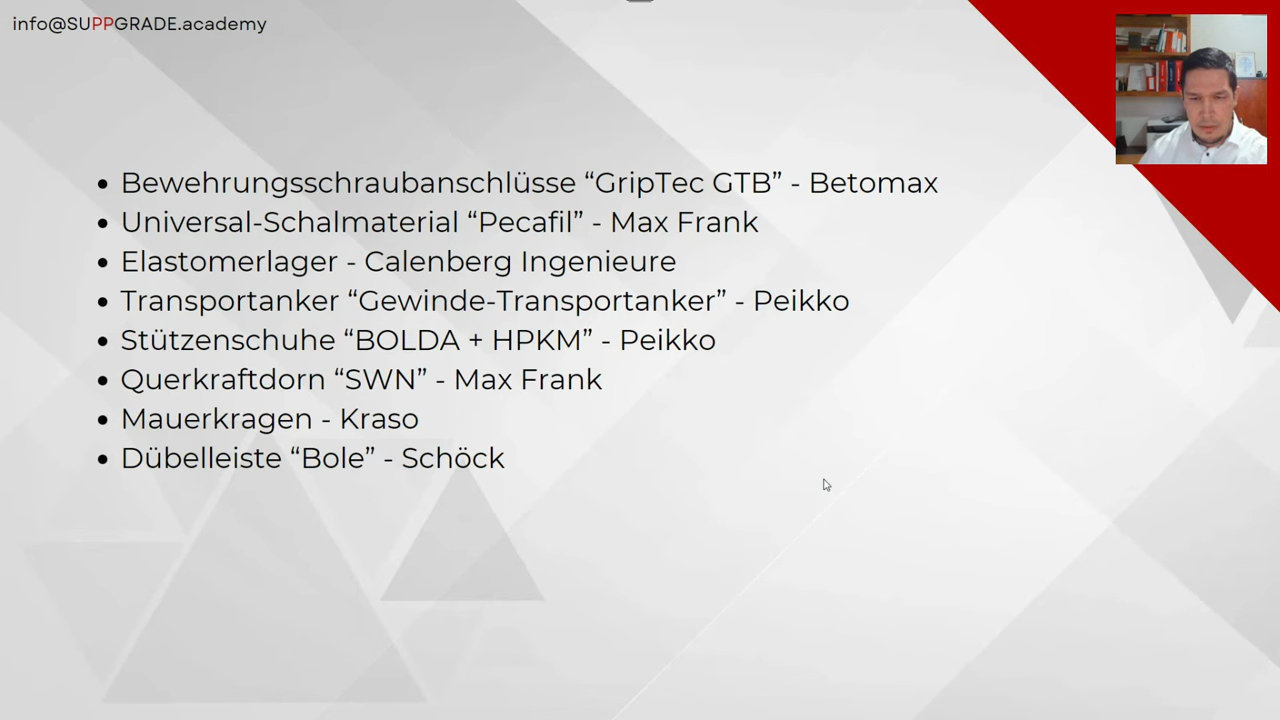 info@SUPPGRADE.academy
• Bewehrungsschraubanschlüsse “GripTec GTB” - Betomax
• Universal-Schalmaterial “Pecafil” - Max Frank
• Elastomerlager - Calenberg Ingenieure
• Transportanker “Gewinde-Transportanker” - Peikko
• Stützenschuhe “BOLDA + HPKM” - Peikko
• Querkraftdorn “SWN” - Max Frank
• Mauerkragen - Kraso
• Dübelleiste “Bole” - Schöck